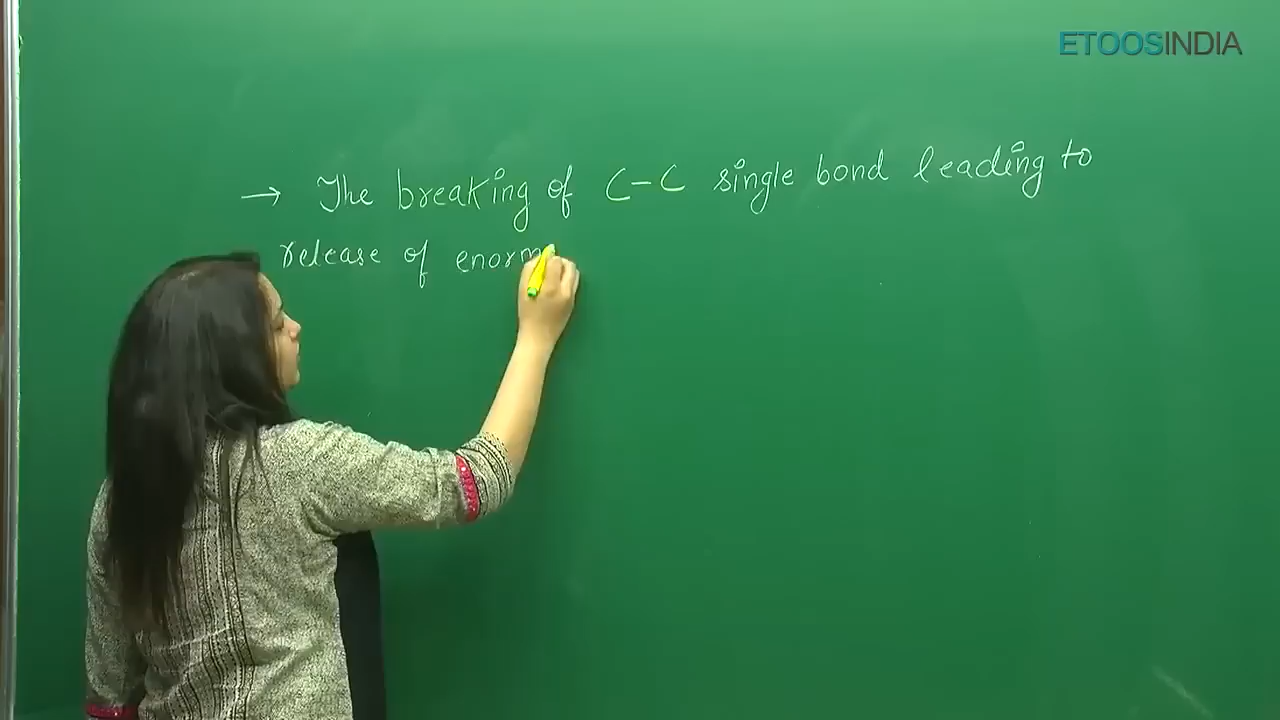 ETOOSINDIA
→ The breaking of C-C single bond leading to
release of enorm